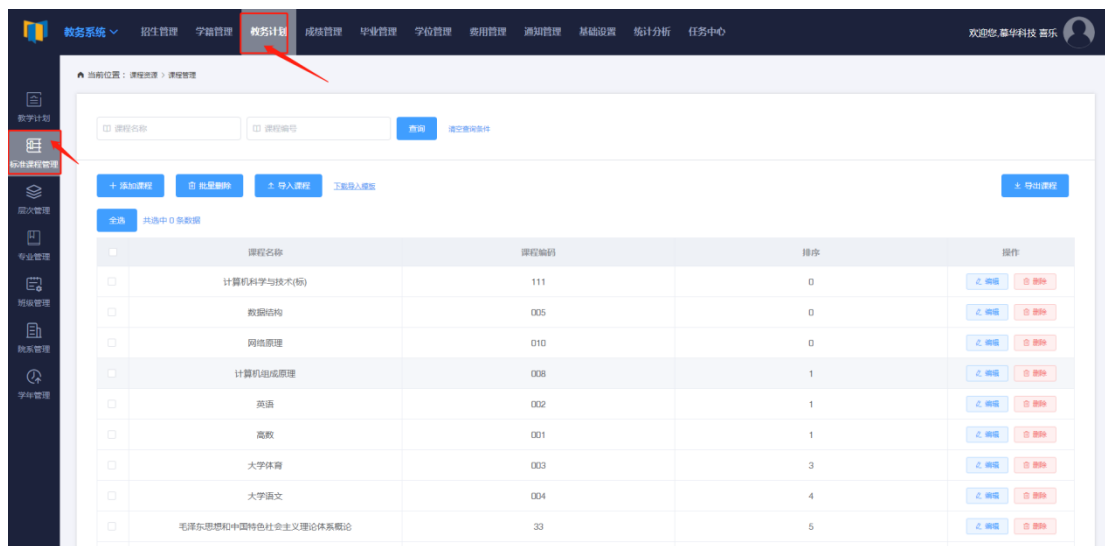 教务系统 招生管理 学籍管理 教务计划 成绩管理 毕业管理 学位管理 费用管理 通知管理 基础设置 统计分析 任务中心 欢迎您,慕华科技 喜乐
当前位置： 课程资源 > 课程管理
教学计划
标准课程管理
层次管理
专业管理
班级管理
院系管理
学年管理
课程名称 课程编号 查询 清空查询条件
+ 添加课程 批量删除 导入课程 下载导入模板 导出课程
全选 共选中 0 条数据
课程名称 课程编码 排序 操作
计算机科学与技术(标) 111 0 编辑 删除
数据结构 005 0 编辑 删除
网络原理 010 0 编辑 删除
计算机组成原理 008 1 编辑 删除
英语 002 1 编辑 删除
高数 001 1 编辑 删除
大学体育 003 3 编辑 删除
大学语文 004 4 编辑 删除
毛泽东思想和中国特色社会主义理论体系概论 33 5 编辑 删除